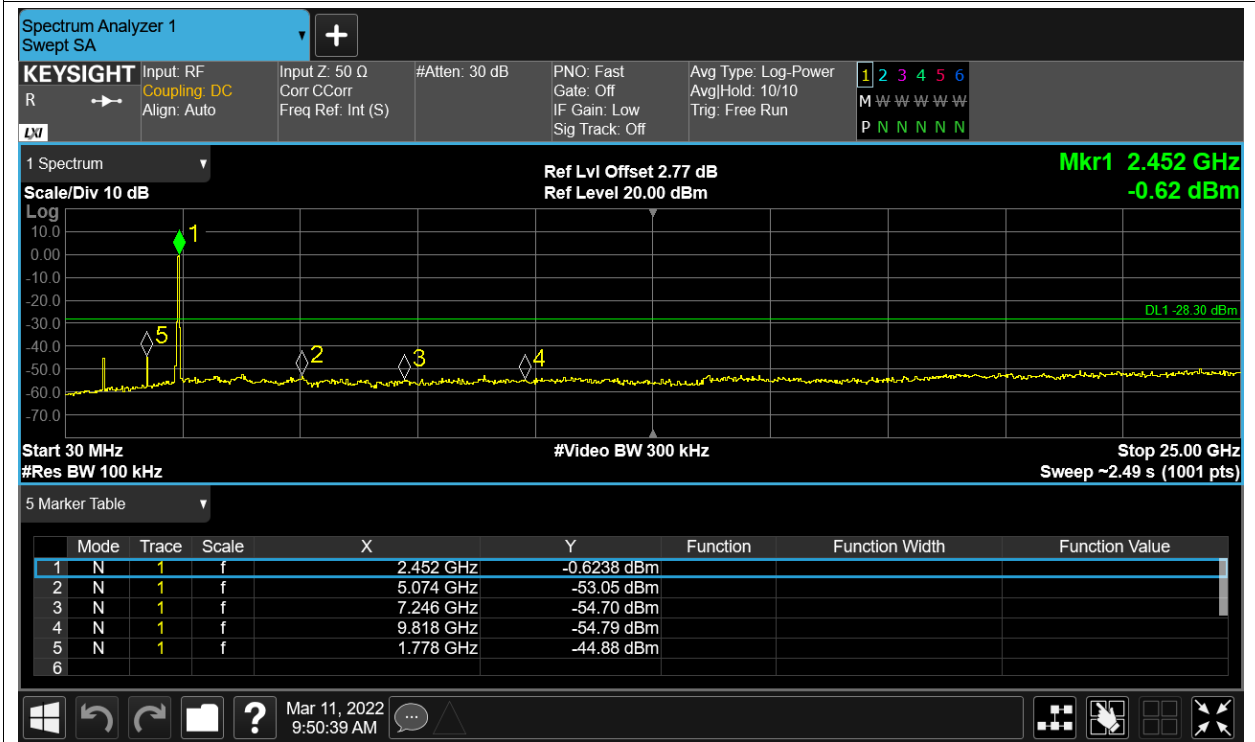 Spectrum Analyzer 1
Swept SA
KEYSIGHT
R
LXI
Input: RF
Coupling: DC
Align: Auto
Input Z: 50 Ω
Corr CCorr
Freq Ref: Int (S)
#Atten: 30 dB
PNO: Fast
Gate: Off
IF Gain: Low
Sig Track: Off
Avg Type: Log-Power
Avg|Hold: 10/10
Trig: Free Run
1 2 3 4 5 6
M W W W W W
P N N N N N
1 Spectrum
Scale/Div 10 dB
Ref Lvl Offset 2.77 dB
Ref Level 20.00 dBm
Mkr1 2.452 GHz
-0.62 dBm
Log
10.0
0.00
-10.0
-20.0
-30.0
-40.0
-50.0
-60.0
-70.0
1
5
2
3
4
DL1 -28.30 dBm
Start 30 MHz
#Res BW 100 kHz
#Video BW 300 kHz
Stop 25.00 GHz
Sweep ~2.49 s (1001 pts)
5 Marker Table
Mode Trace Scale X Y Function Function Width Function Value
1 N 1 f 2.452 GHz -0.6238 dBm
2 N 1 f 5.074 GHz -53.05 dBm
3 N 1 f 7.246 GHz -54.70 dBm
4 N 1 f 9.818 GHz -54.79 dBm
5 N 1 f 1.778 GHz -44.88 dBm
6
?
Mar 11, 2022
9:50:39 AM